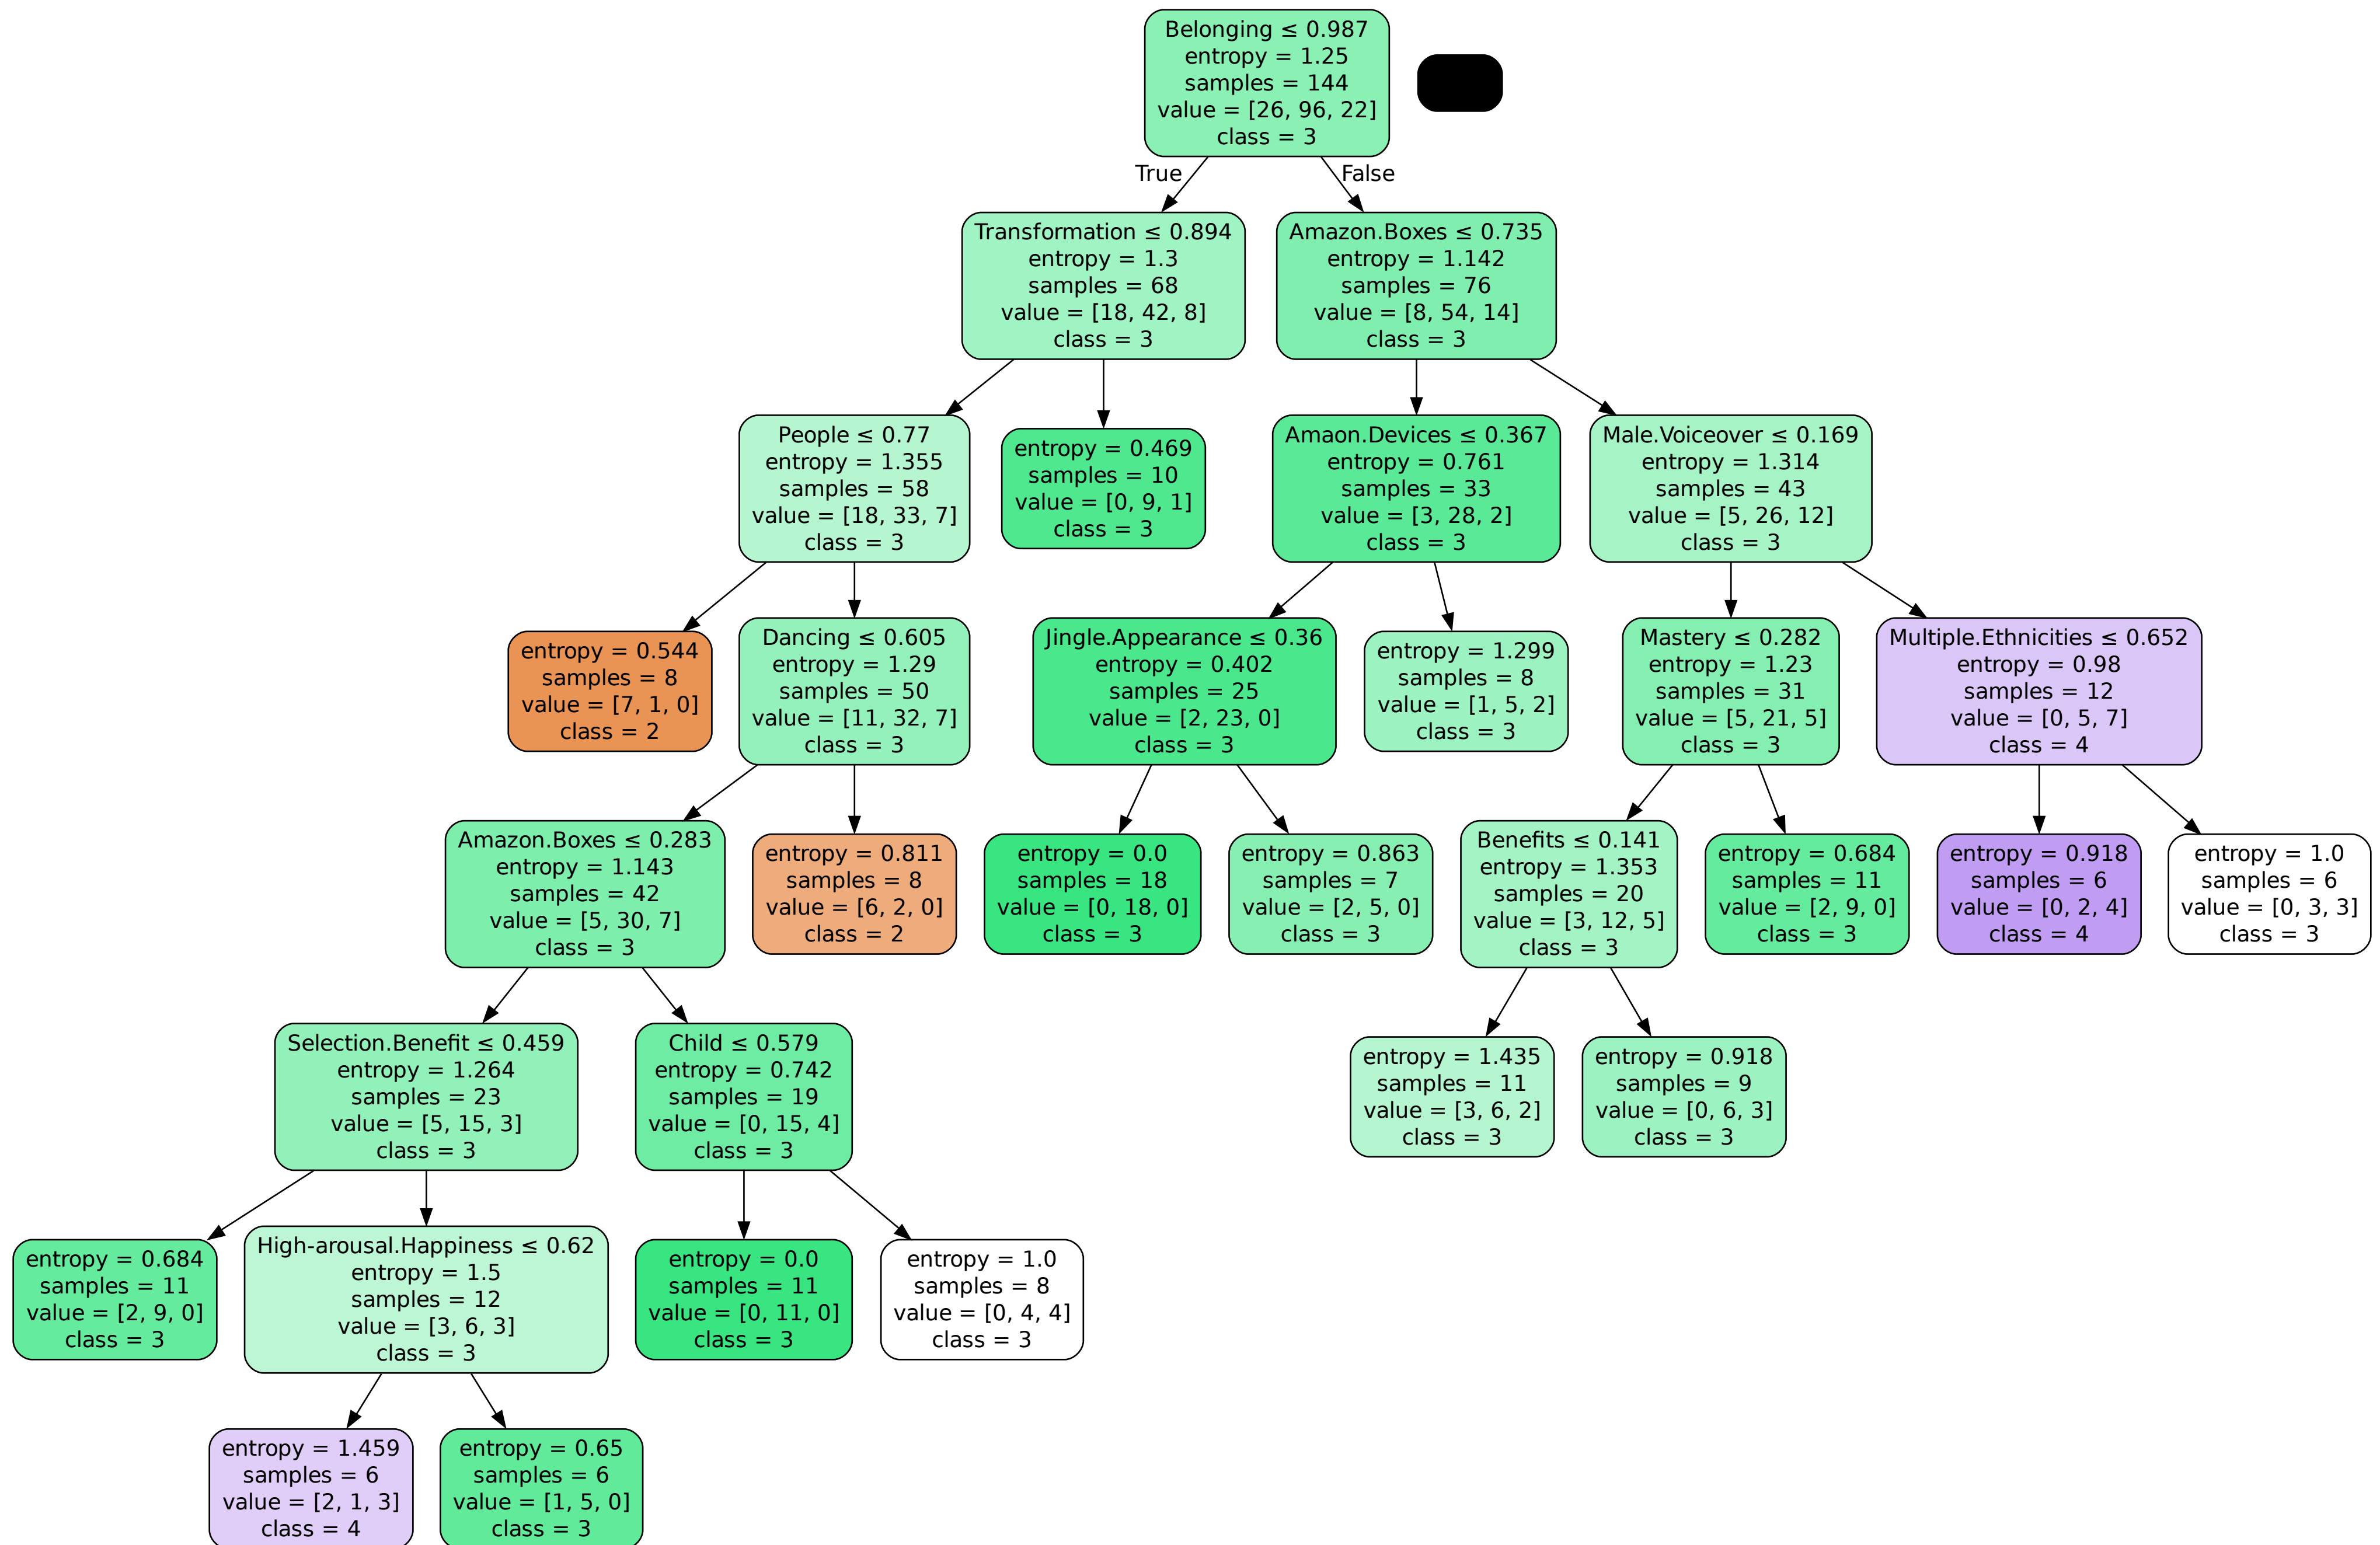 Belonging ≤ 0.987
entropy = 1.25
samples = 144
value = [26, 96, 22]
class = 3
True
False
Transformation ≤ 0.894
entropy = 1.3
samples = 68
value = [18, 42, 8]
class = 3
Amazon.Boxes ≤ 0.735
entropy = 1.142
samples = 76
value = [8, 54, 14]
class = 3
People ≤ 0.77
entropy = 1.355
samples = 58
value = [18, 33, 7]
class = 3
entropy = 0.469
samples = 10
value = [0, 9, 1]
class = 3
Amaon.Devices ≤ 0.367
entropy = 0.761
samples = 33
value = [3, 28, 2]
class = 3
Male.Voiceover ≤ 0.169
entropy = 1.314
samples = 43
value = [5, 26, 12]
class = 3
entropy = 0.544
samples = 8
value = [7, 1, 0]
class = 2
Dancing ≤ 0.605
entropy = 1.29
samples = 50
value = [11, 32, 7]
class = 3
Jingle.Appearance ≤ 0.36
entropy = 0.402
samples = 25
value = [2, 23, 0]
class = 3
entropy = 1.299
samples = 8
value = [1, 5, 2]
class = 3
Mastery ≤ 0.282
entropy = 1.23
samples = 31
value = [5, 21, 5]
class = 3
Multiple.Ethnicities ≤ 0.652
entropy = 0.98
samples = 12
value = [0, 5, 7]
class = 4
Amazon.Boxes ≤ 0.283
entropy = 1.143
samples = 42
value = [5, 30, 7]
class = 3
entropy = 0.811
samples = 8
value = [6, 2, 0]
class = 2
entropy = 0.0
samples = 18
value = [0, 18, 0]
class = 3
entropy = 0.863
samples = 7
value = [2, 5, 0]
class = 3
Benefits ≤ 0.141
entropy = 1.353
samples = 20
value = [3, 12, 5]
class = 3
entropy = 0.684
samples = 11
value = [2, 9, 0]
class = 3
entropy = 0.918
samples = 6
value = [0, 2, 4]
class = 4
entropy = 1.0
samples = 6
value = [0, 3, 3]
class = 3
Selection.Benefit ≤ 0.459
entropy = 1.264
samples = 23
value = [5, 15, 3]
class = 3
Child ≤ 0.579
entropy = 0.742
samples = 19
value = [0, 15, 4]
class = 3
entropy = 1.435
samples = 11
value = [3, 6, 2]
class = 3
entropy = 0.918
samples = 9
value = [0, 6, 3]
class = 3
entropy = 0.684
samples = 11
value = [2, 9, 0]
class = 3
High-arousal.Happiness ≤ 0.62
entropy = 1.5
samples = 12
value = [3, 6, 3]
class = 3
entropy = 0.0
samples = 11
value = [0, 11, 0]
class = 3
entropy = 1.0
samples = 8
value = [0, 4, 4]
class = 3
entropy = 1.459
samples = 6
value = [2, 1, 3]
class = 4
entropy = 0.65
samples = 6
value = [1, 5, 0]
class = 3